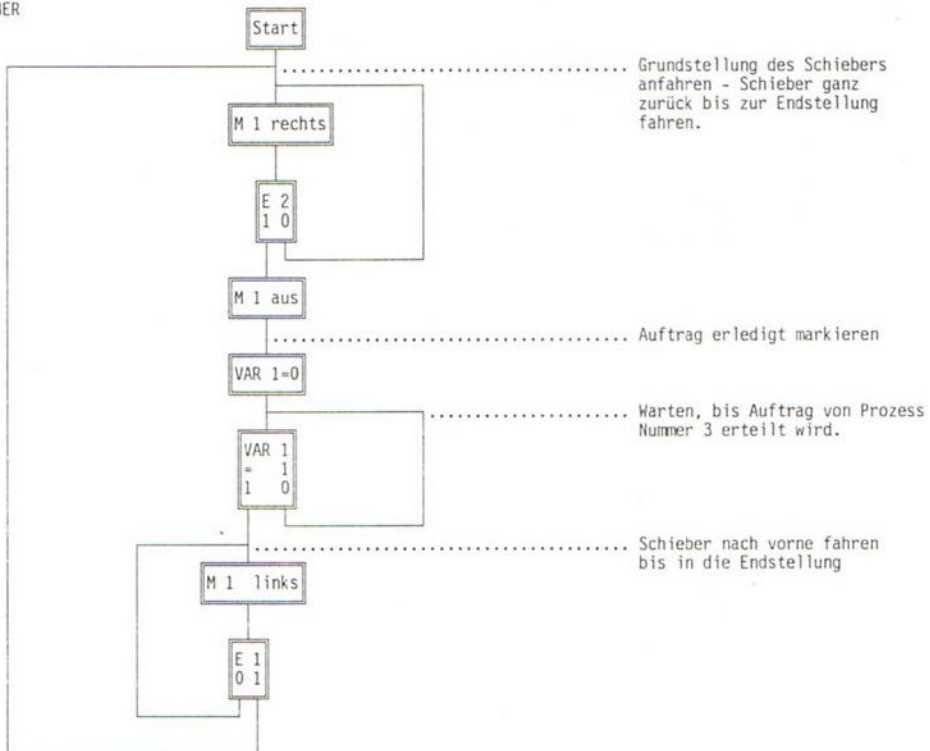 Start
Grundstellung des Schiebers
anfahren - Schieber ganz
zurück bis zur Endstellung
fahren.
M 1 rechts
E 2
1 0
M 1 aus
Auftrag erledigt markieren
VAR 1=0
Warten, bis Auftrag von Prozess
Nummer 3 erteilt wird.
VAR 1
= 1
1 0
Schieber nach vorne fahren
bis in die Endstellung
M 1 links
E 1
0 1